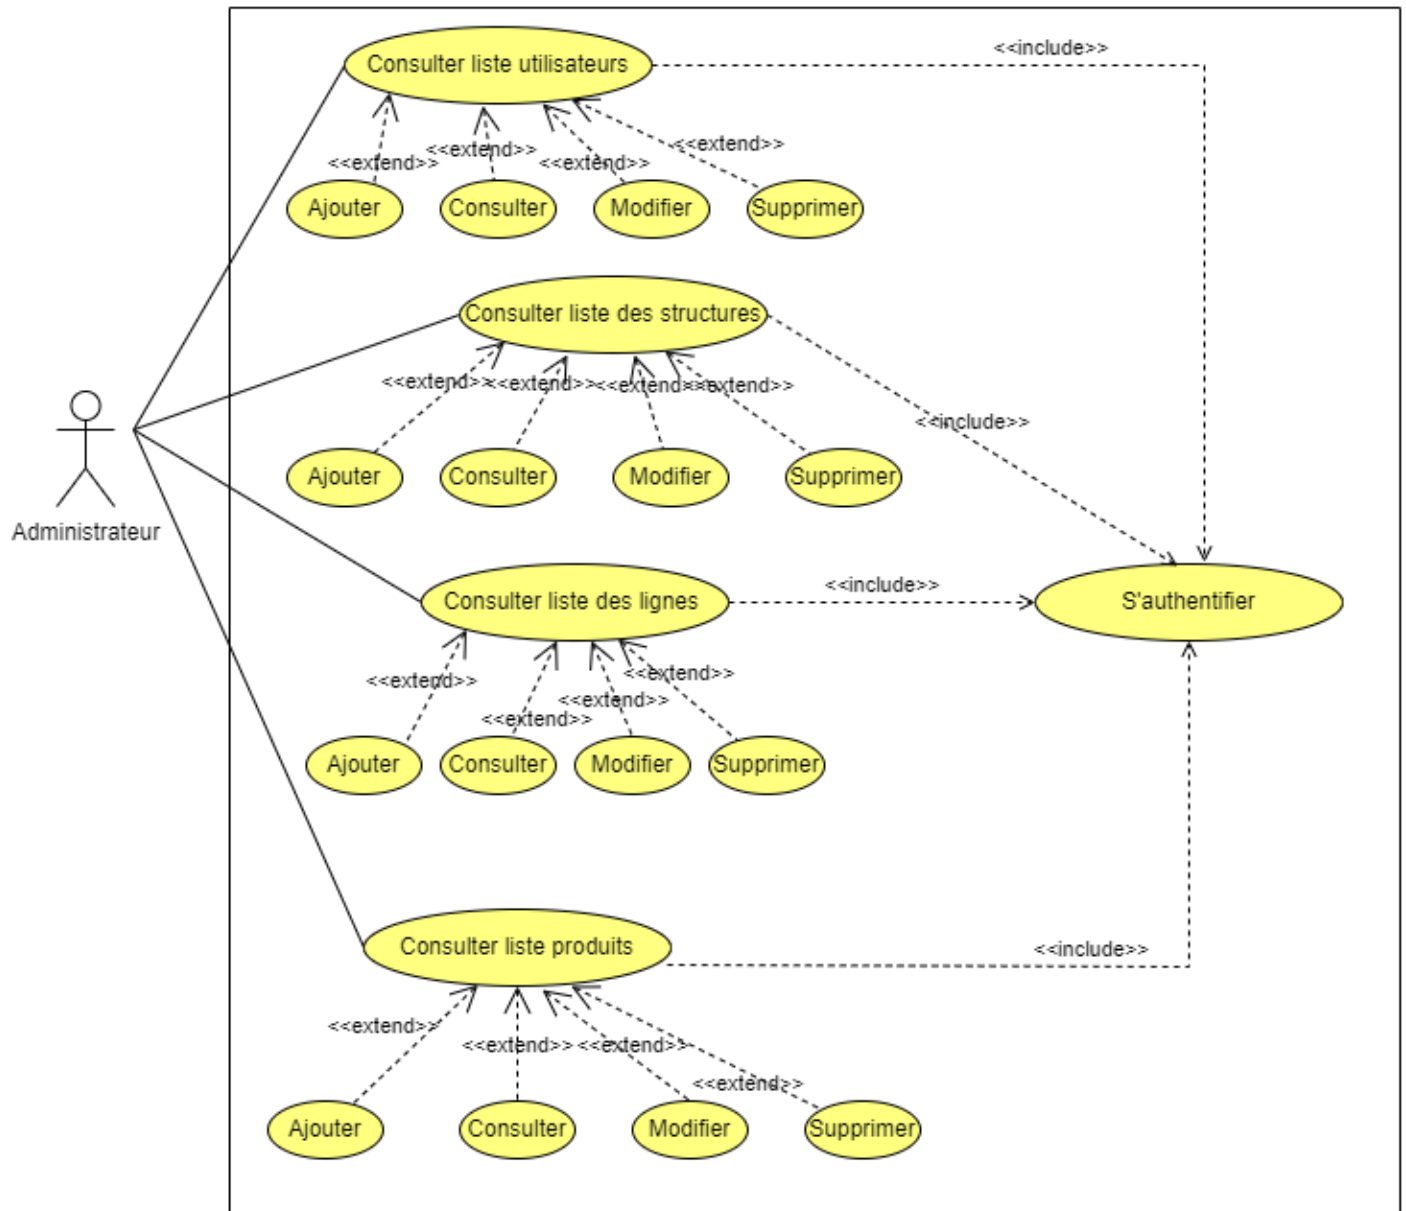 Consulter liste utilisateurs
<<include>>
<<extend>>
<<extend>>
<<extend>>
<<extend>>
Ajouter
Consulter
Modifier
Supprimer
Consulter liste des structures
<<extend>>
<<extend>>
<<extend>>
<<extend>>
<<include>>
Ajouter
Consulter
Modifier
Supprimer
Administrateur
Consulter liste des lignes
<<include>>
S'authentifier
<<extend>>
<<extend>>
<<extend>>
<<extend>>
Ajouter
Consulter
Modifier
Supprimer
Consulter liste produits
<<include>>
<<extend>>
<<extend>>
<<extend>>
<<extend>>
Ajouter
Consulter
Modifier
Supprimer